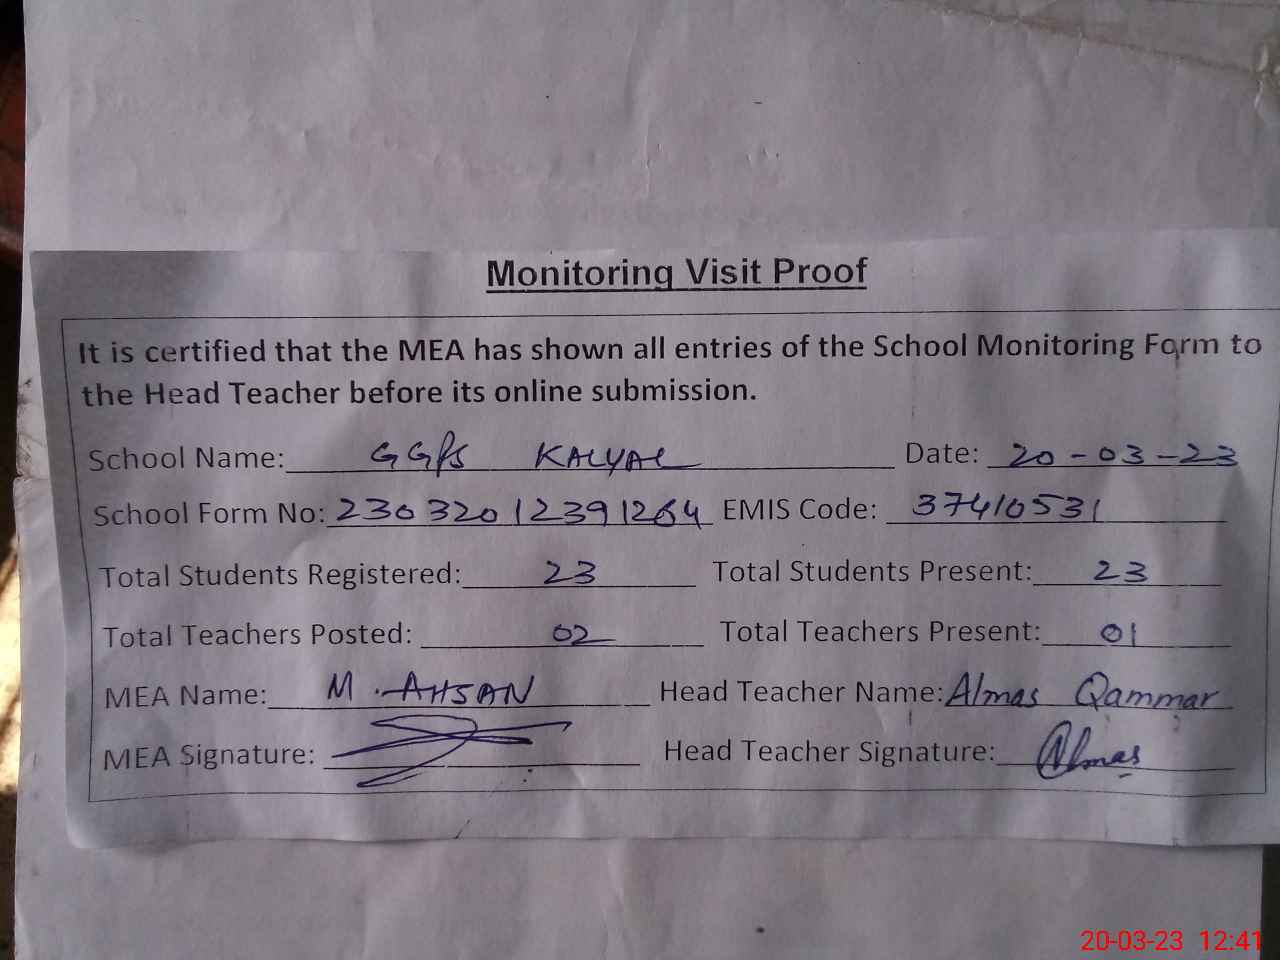 Monitoring Visit Proof
It is certified that the MEA has shown all entries of the School Monitoring Form to
the Head Teacher before its online submission.
School Name: GGPS KALYAL Date: 20-03-23
School Form No: 23032012391264 EMIS Code: 37410531
Total Students Registered: 23 Total Students Present: 23
Total Teachers Posted: 02 Total Teachers Present: 01
MEA Name: M. AHSAN Head Teacher Name: Almas Qammar
MEA Signature: Head Teacher Signature: Almas
20-03-23 12:41